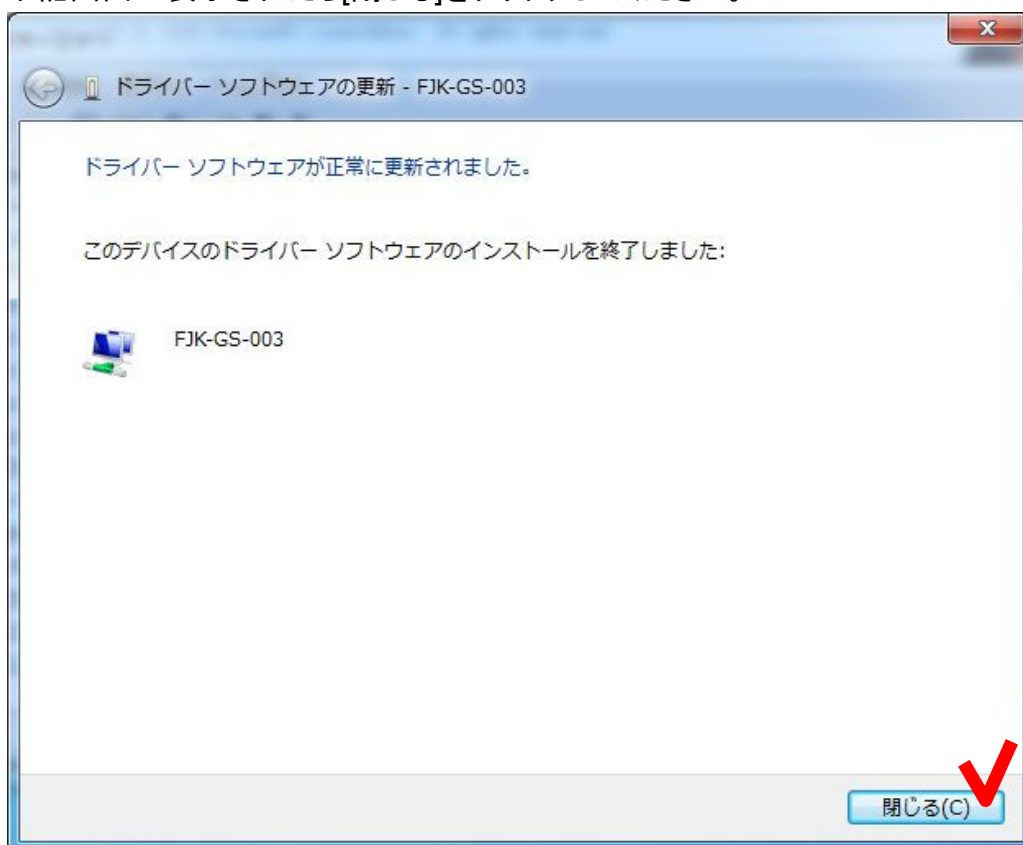 ドライバー ソフトウェアの更新 - FJK-GS-003
ドライバー ソフトウェアが正常に更新されました。
このデバイスのドライバー ソフトウェアのインストールを終了しました:
FJK-GS-003
閉じる(C)